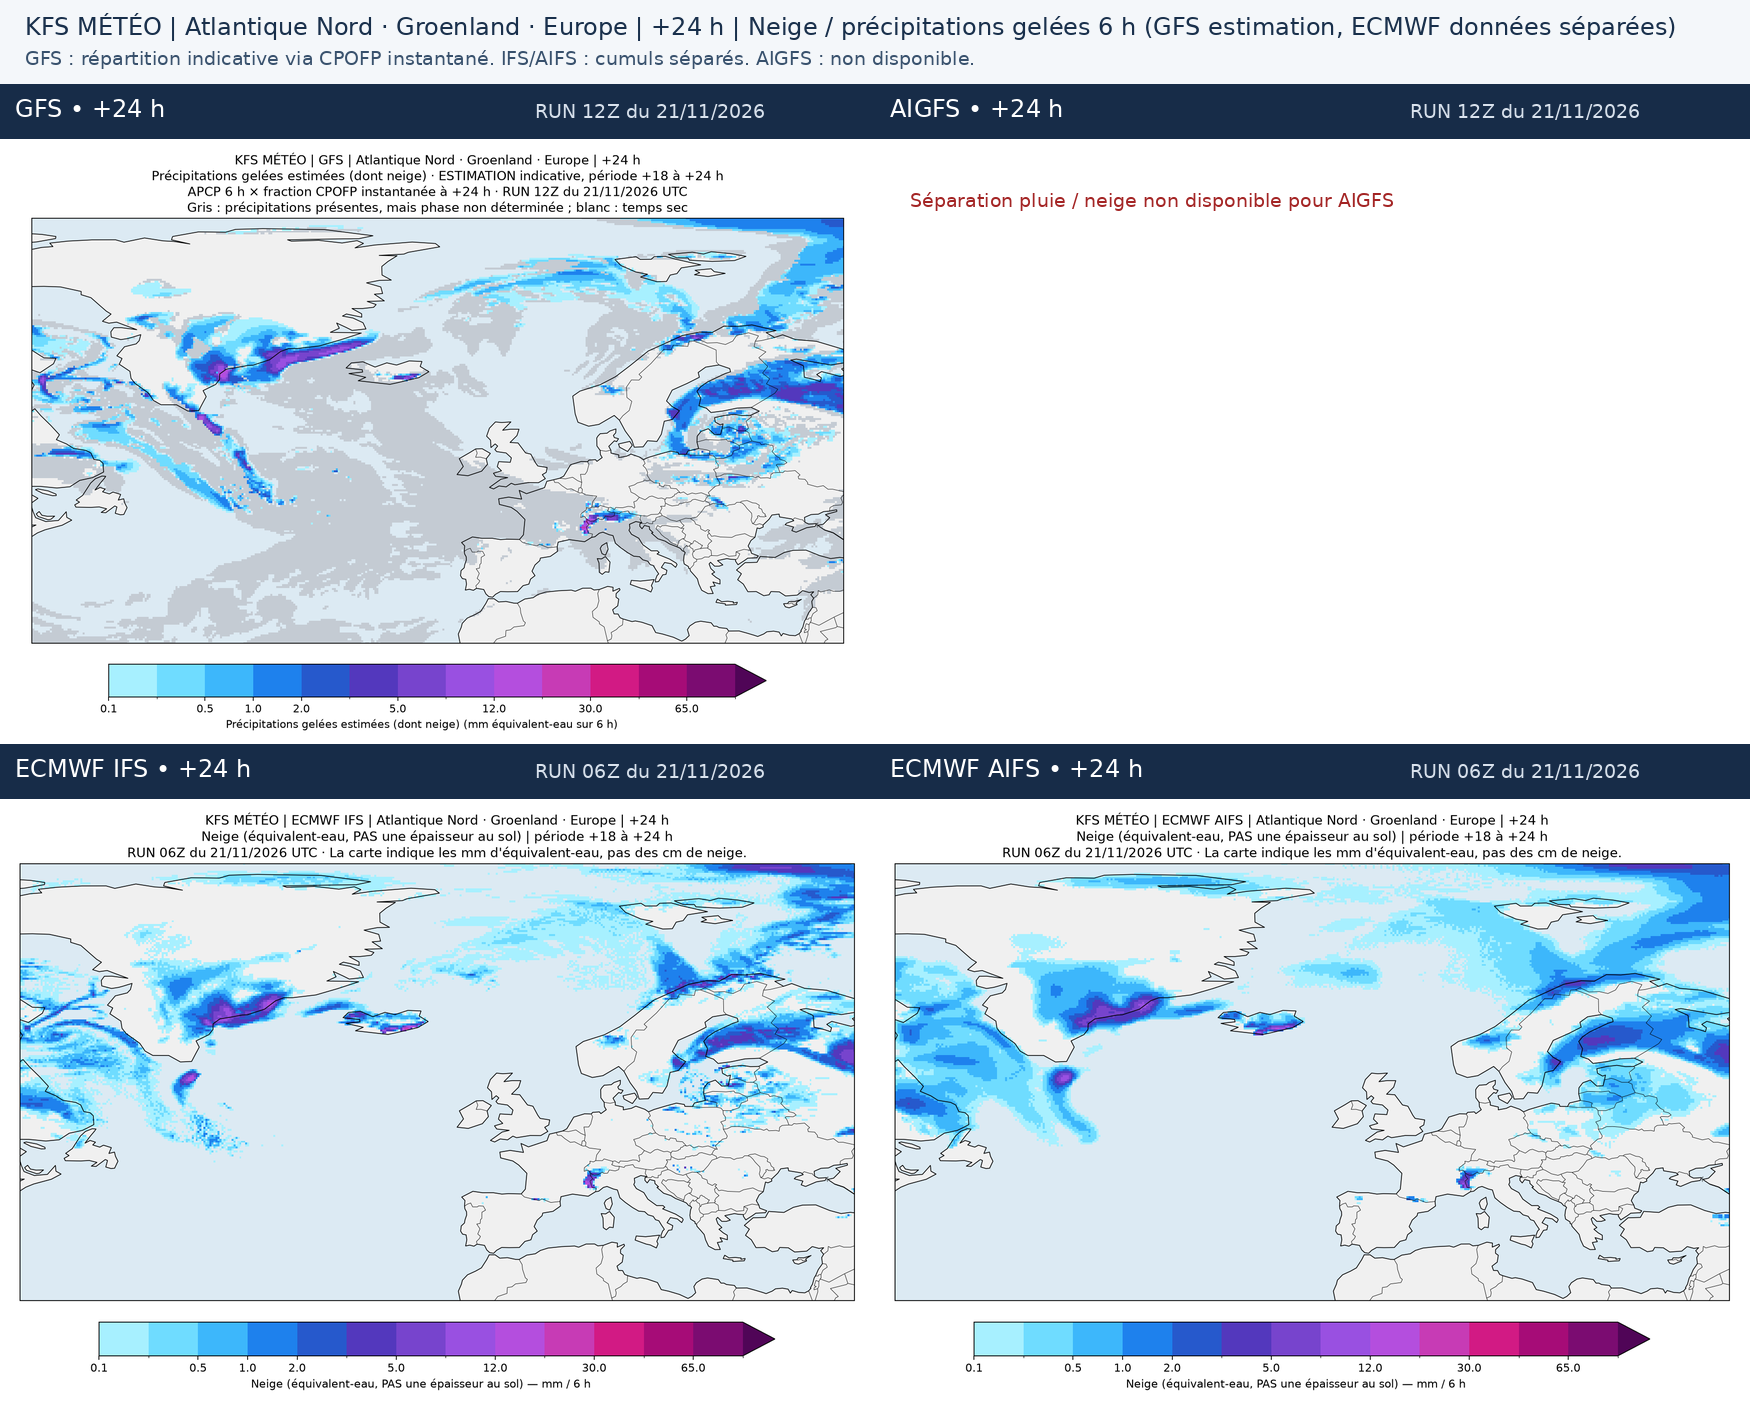 KFS MÉTÉO | Atlantique Nord · Groenland · Europe | +24 h | Neige / précipitations gelées 6 h (GFS estimation, ECMWF données séparées)
GFS : répartition indicative via CPOFP instantané. IFS/AIFS : cumuls séparés. AIGFS : non disponible.
GFS • +24 h
RUN 12Z du 21/11/2026
AIGFS • +24 h
RUN 12Z du 21/11/2026
KFS MÉTÉO | GFS | Atlantique Nord · Groenland · Europe | +24 h
Précipitations gelées estimées (dont neige) · ESTIMATION indicative, période +18 à +24 h
APCP 6 h × fraction CPOFP instantanée à +24 h · RUN 12Z du 21/11/2026 UTC
Gris : précipitations présentes, mais phase non déterminée ; blanc : temps sec
Séparation pluie / neige non disponible pour AIGFS
0.1 0.5 1.0 2.0 5.0 12.0 30.0 65.0
Précipitations gelées estimées (dont neige) (mm équivalent-eau sur 6 h)
ECMWF IFS • +24 h
RUN 06Z du 21/11/2026
ECMWF AIFS • +24 h
RUN 06Z du 21/11/2026
KFS MÉTÉO | ECMWF IFS | Atlantique Nord · Groenland · Europe | +24 h
Neige (équivalent-eau, PAS une épaisseur au sol) | période +18 à +24 h
RUN 06Z du 21/11/2026 UTC · La carte indique les mm d'équivalent-eau, pas des cm de neige.
KFS MÉTÉO | ECMWF AIFS | Atlantique Nord · Groenland · Europe | +24 h
Neige (équivalent-eau, PAS une épaisseur au sol) | période +18 à +24 h
RUN 06Z du 21/11/2026 UTC · La carte indique les mm d'équivalent-eau, pas des cm de neige.
0.1 0.5 1.0 2.0 5.0 12.0 30.0 65.0
Neige (équivalent-eau, PAS une épaisseur au sol) — mm / 6 h
0.1 0.5 1.0 2.0 5.0 12.0 30.0 65.0
Neige (équivalent-eau, PAS une épaisseur au sol) — mm / 6 h